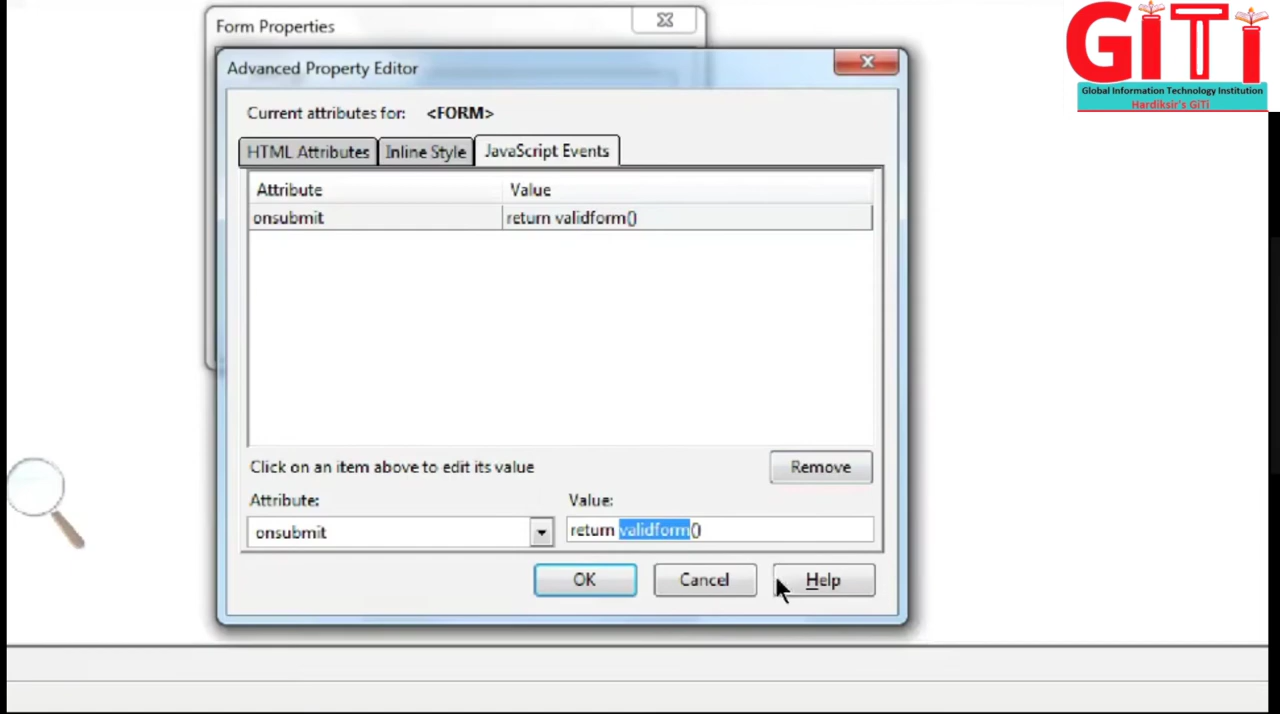 Form Properties
GiTi
Global Information Technology Institution
Hardiksir's GiTi
Advanced Property Editor
Current attributes for: <FORM>
HTML Attributes Inline Style JavaScript Events
Attribute Value
onsubmit return validform()
Click on an item above to edit its value Remove
Attribute: Value:
onsubmit return validform()
OK Cancel Help